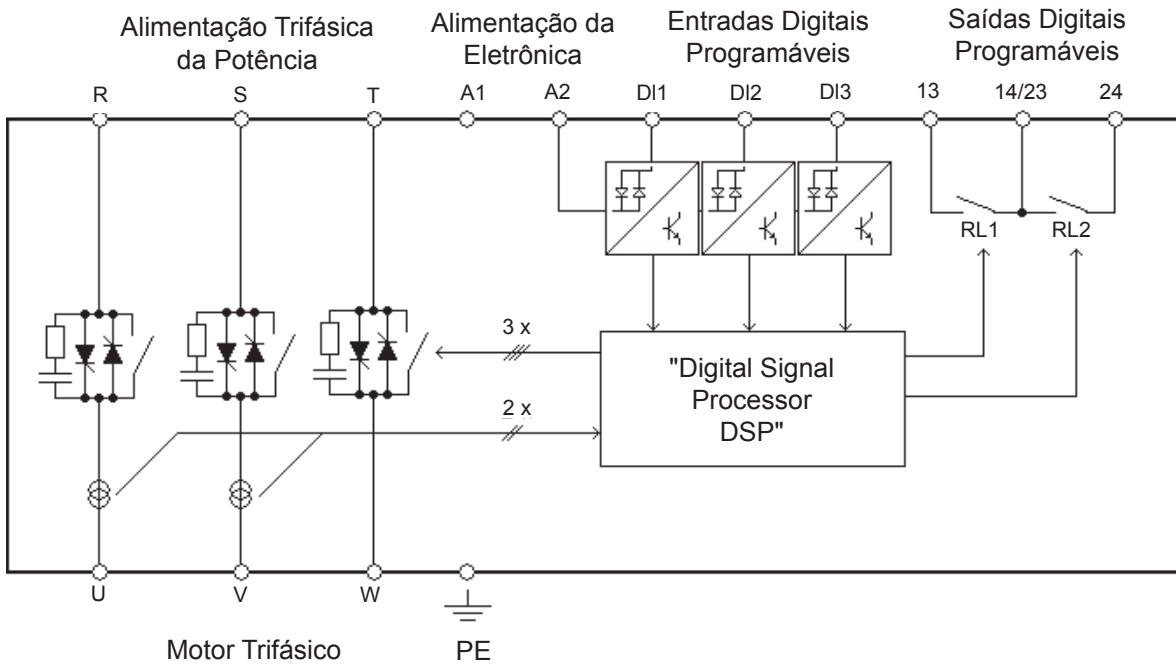 Alimentação Trifásica
da Potência
Alimentação da
Eletrônica
Entradas Digitais
Programáveis
Saídas Digitais
Programáveis
R
S
T
A1
A2
DI1
DI2
DI3
13
14/23
24
RL1
RL2
3 x
2 x
"Digital Signal
Processor
DSP"
U
V
W
Motor Trifásico
PE